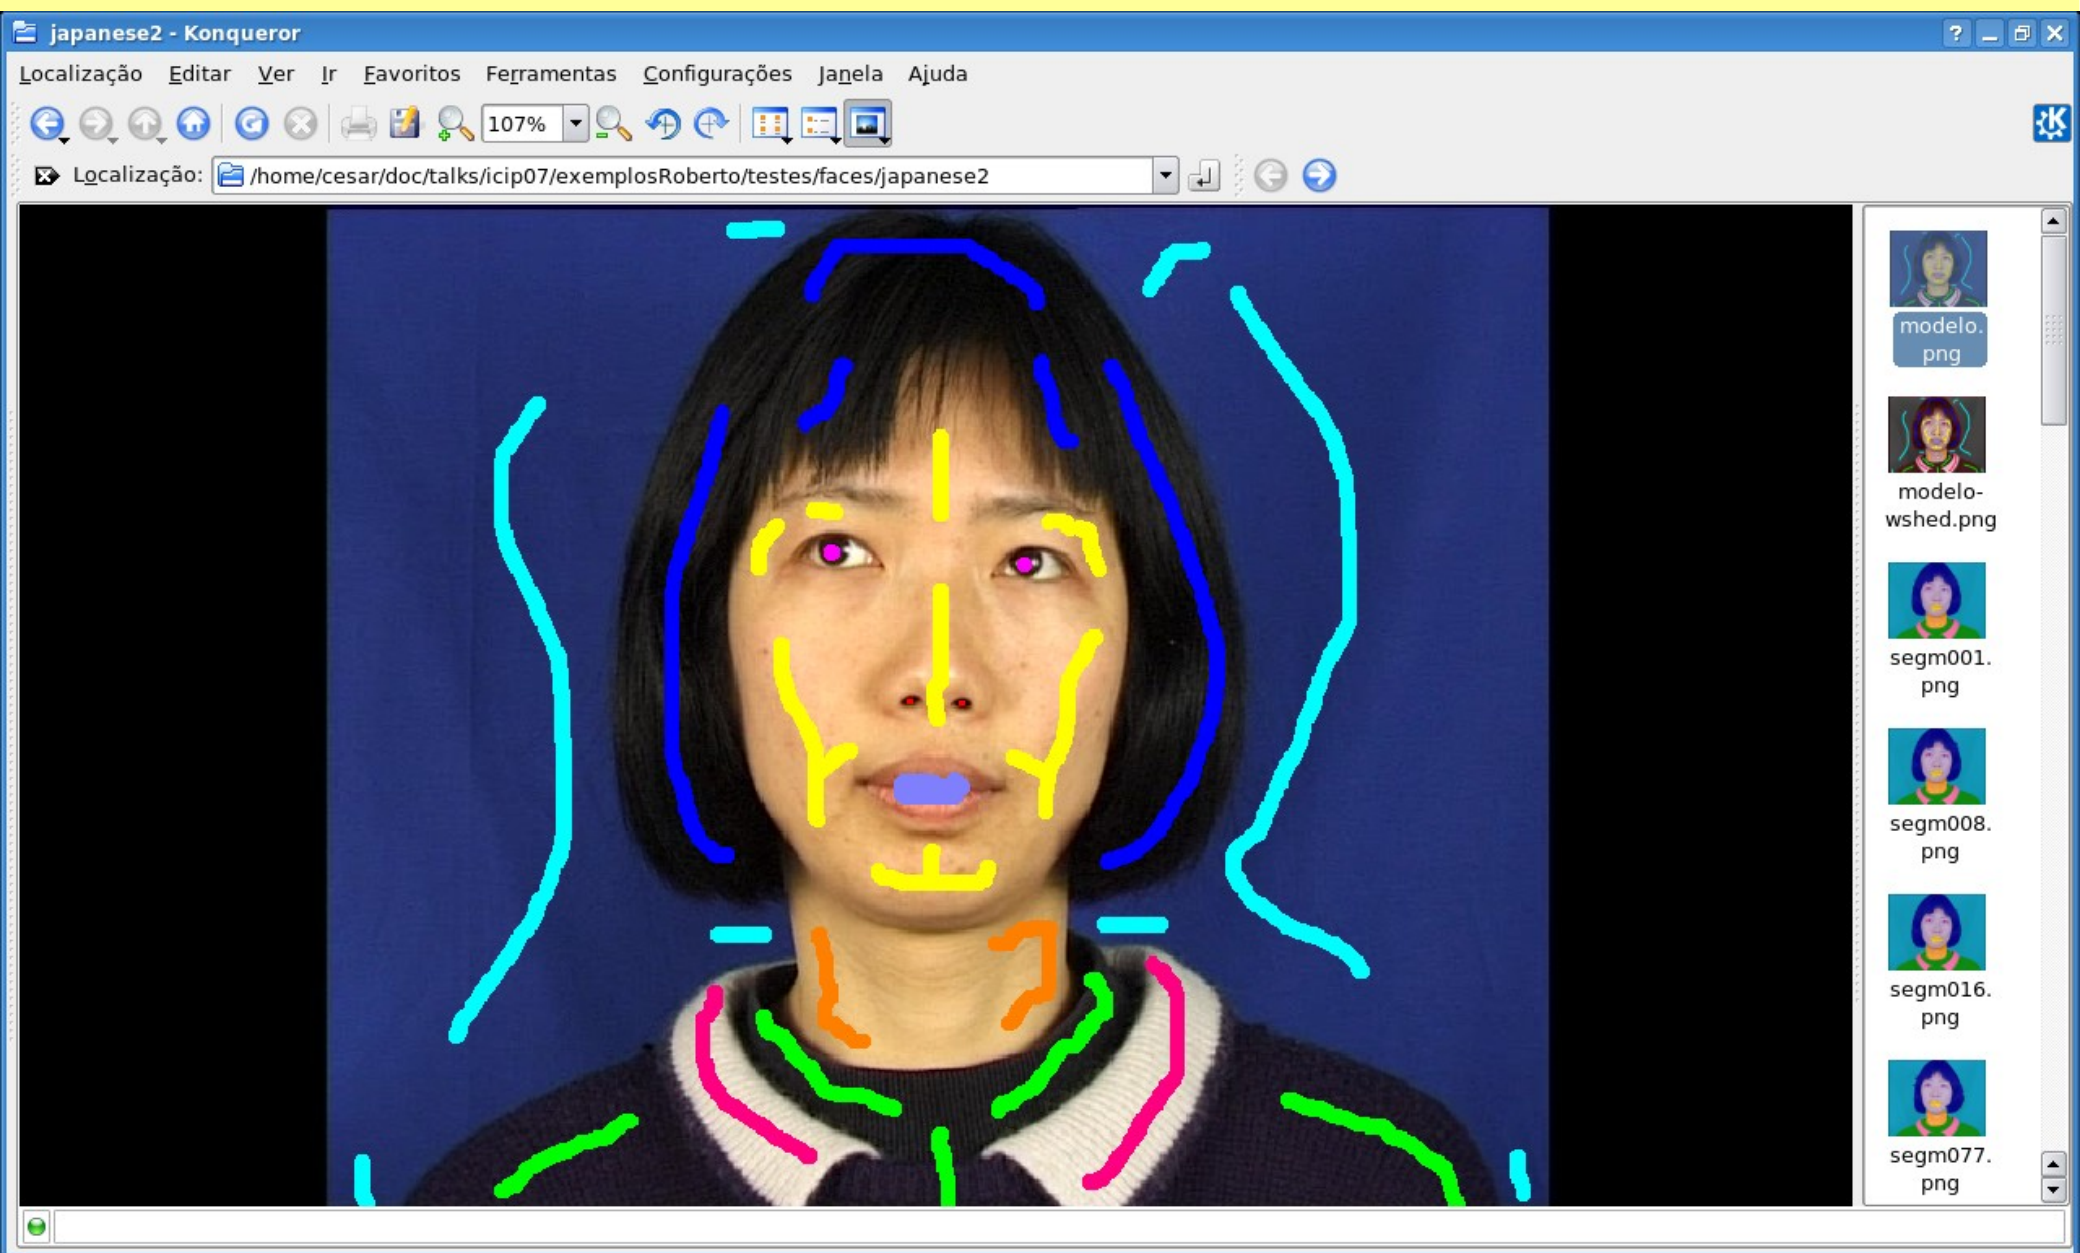 japanese2 - Konqueror
Localização Editar Ver Ir Favoritos Ferramentas Configurações Janela Ajuda
107%
Localização: /home/cesar/doc/talks/icip07/exemplosRoberto/testes/faces/japanese2
modelo.
png
modelo-
wshed.png
segm001.
png
segm008.
png
segm016.
png
segm077.
png